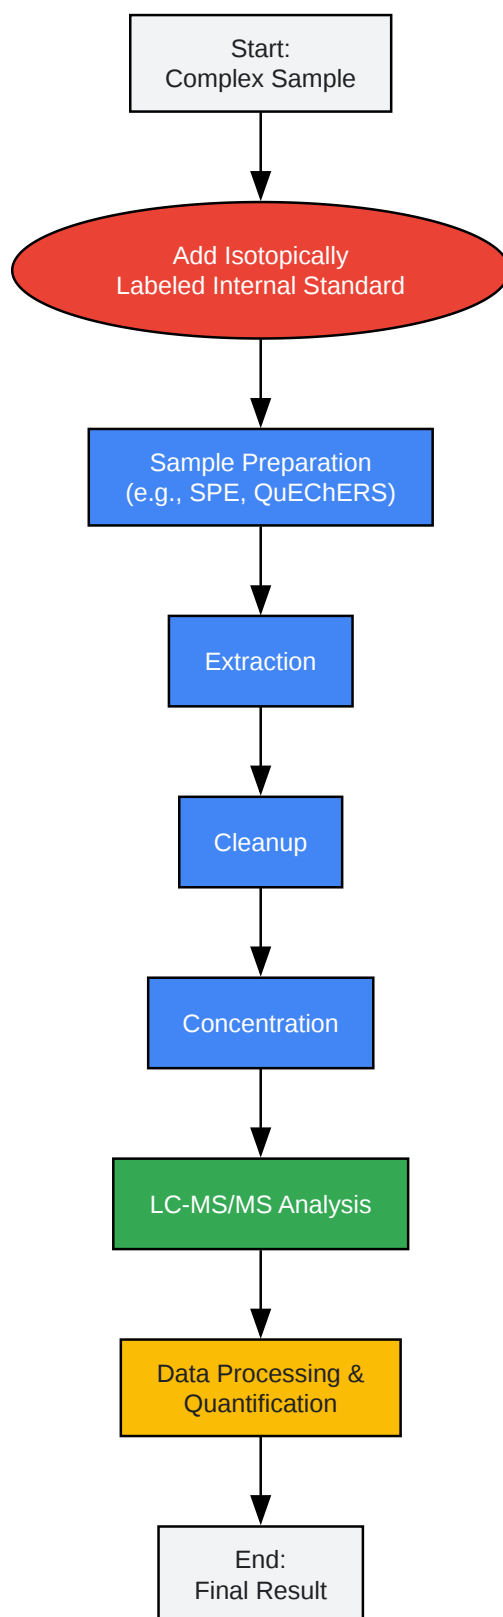 Start:
Complex Sample
Add Isotopically
Labeled Internal Standard
Sample Preparation
(e.g., SPE, QuEChERS)
Extraction
Cleanup
Concentration
LC-MS/MS Analysis
Data Processing &
Quantification
End:
Final Result